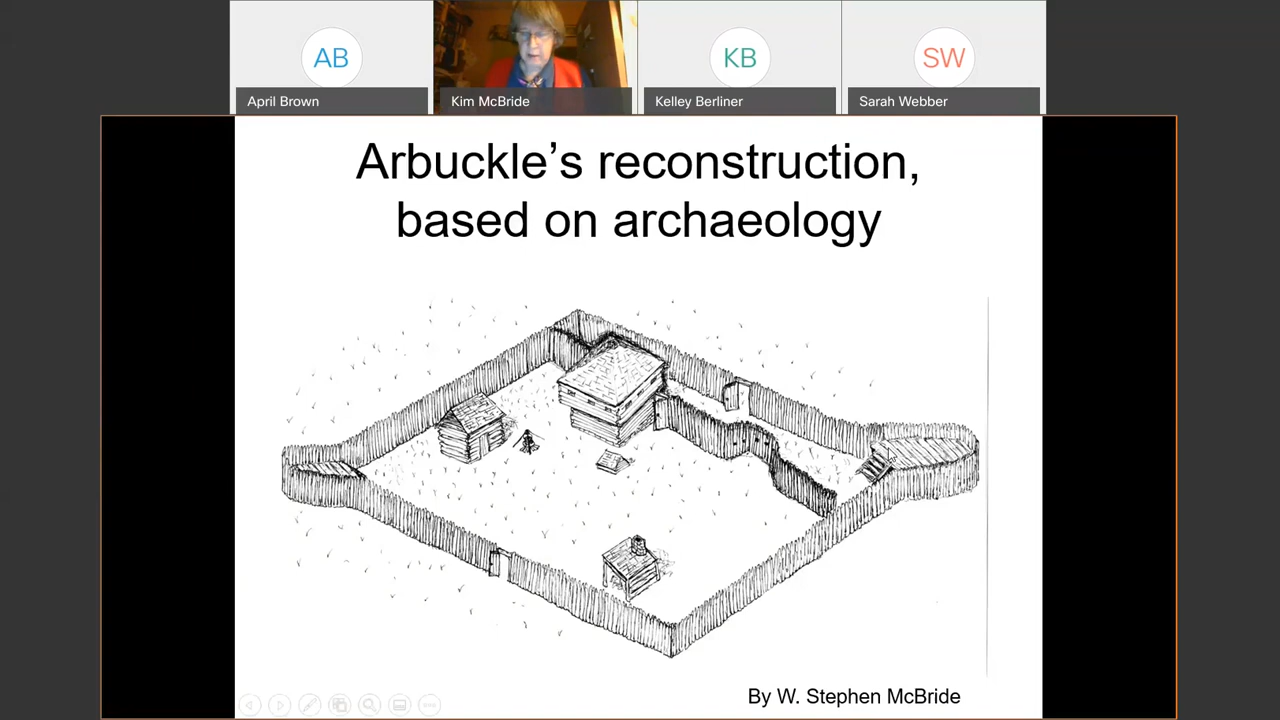 AB
April Brown
Kim McBride
KB
Kelley Berliner
SW
Sarah Webber
Arbuckle’s reconstruction,
based on archaeology
By W. Stephen McBride